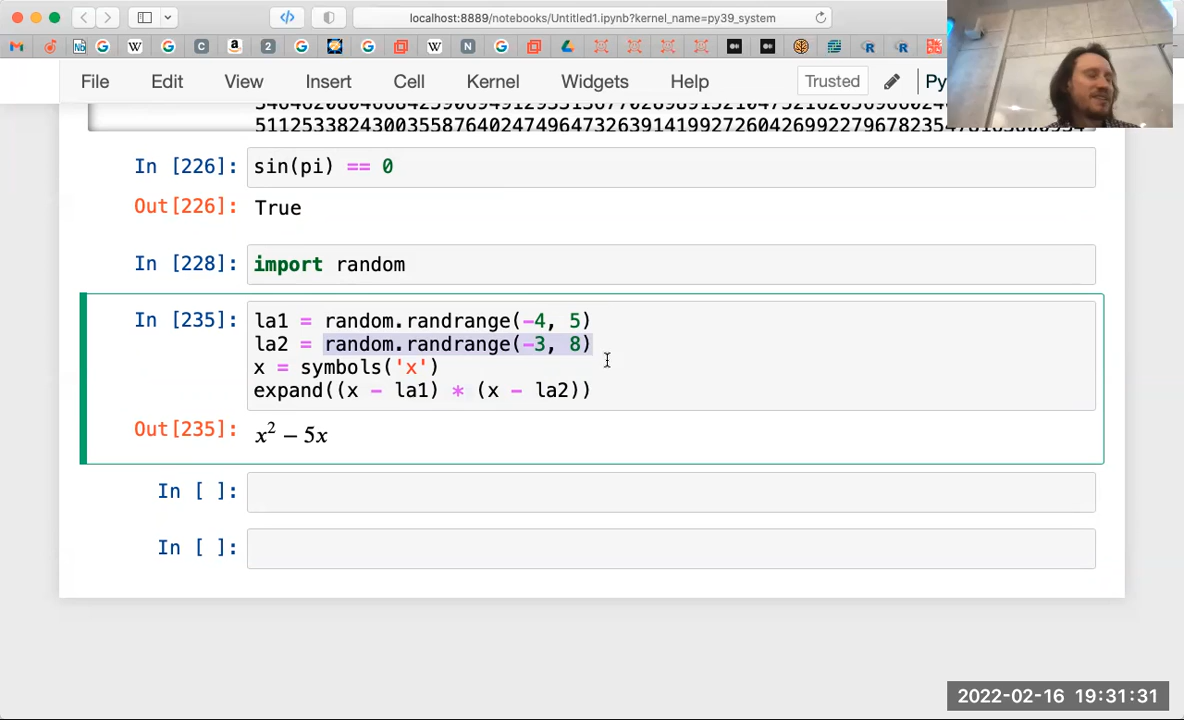 localhost:8889/notebooks/Untitled1.ipynb?kernel_name=py39_system
File Edit View Insert Cell Kernel Widgets Help Trusted Py
In [226]: sin(pi) == 0
Out[226]: True
In [228]: import random
In [235]: la1 = random.randrange(-4, 5)
la2 = random.randrange(-3, 8)
x = symbols('x')
expand((x - la1) * (x - la2))
Out[235]: x² − 5x
In [ ]:
In [ ]:
2022-02-16 19:31:31